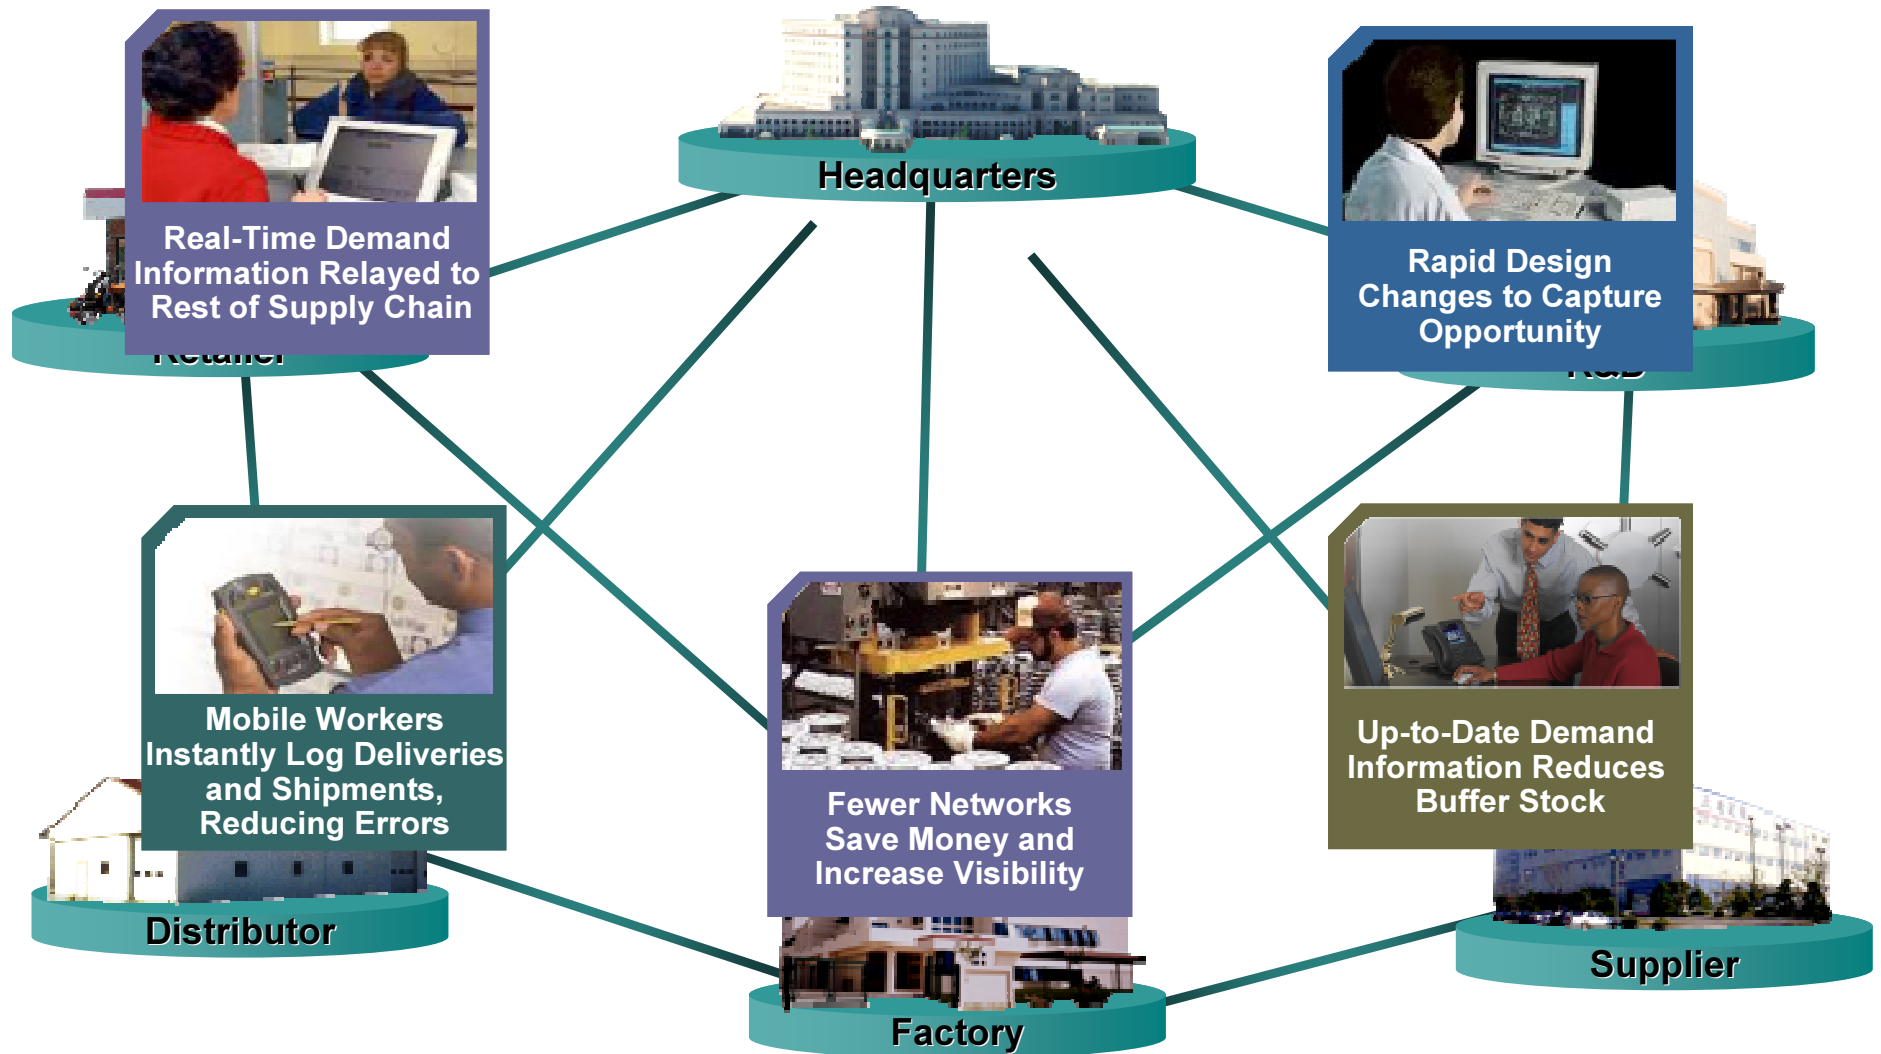 Headquarters
Real-Time Demand
Information Relayed to
Rest of Supply Chain
Retailer
Rapid Design
Changes to Capture
Opportunity
R&D
Mobile Workers
Instantly Log Deliveries
and Shipments,
Reducing Errors
Distributor
Fewer Networks
Save Money and
Increase Visibility
Factory
Up-to-Date Demand
Information Reduces
Buffer Stock
Supplier